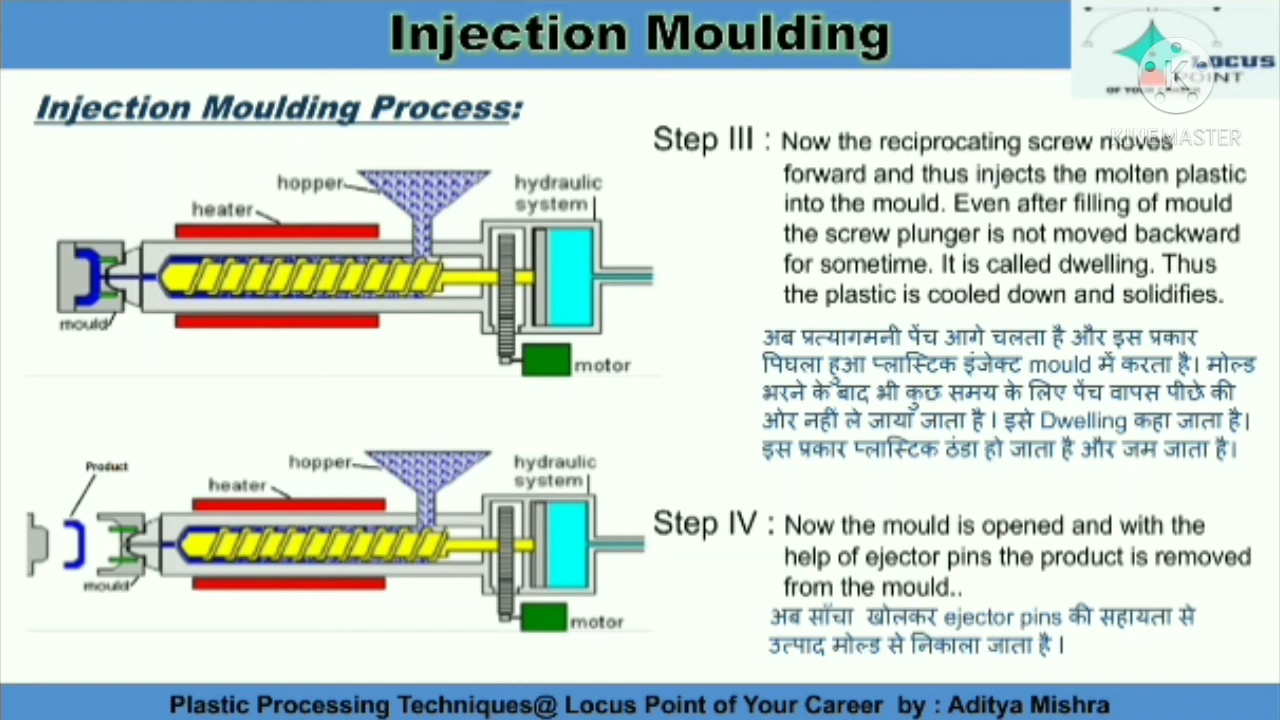 Injection Moulding
LOCUS
POINT
KINEMASTER
Injection Moulding Process:
hopper
heater
hydraulic
system
mould
motor
Step III : Now the reciprocating screw moves
forward and thus injects the molten plastic
into the mould. Even after filling of mould
the screw plunger is not moved backward
for sometime. It is called dwelling. Thus
the plastic is cooled down and solidifies.
अब प्रत्यागमनी पेंच आगे चलता है और इस प्रकार
पिघला हुआ प्लास्टिक इंजेक्ट mould में करता है। मोल्ड
भरने के बाद भी कुछ समय के लिए पेंच वापस पीछे की
ओर नहीं ले जाया जाता है । इसे Dwelling कहा जाता है।
इस प्रकार प्लास्टिक ठंडा हो जाता है और जम जाता है।
Product
hopper
heater
hydraulic
system
mould
motor
Step IV : Now the mould is opened and with the
help of ejector pins the product is removed
from the mould..
अब साँचा खोलकर ejector pins की सहायता से
उत्पाद मोल्ड से निकाला जाता है ।
Plastic Processing Techniques@ Locus Point of Your Career by : Aditya Mishra